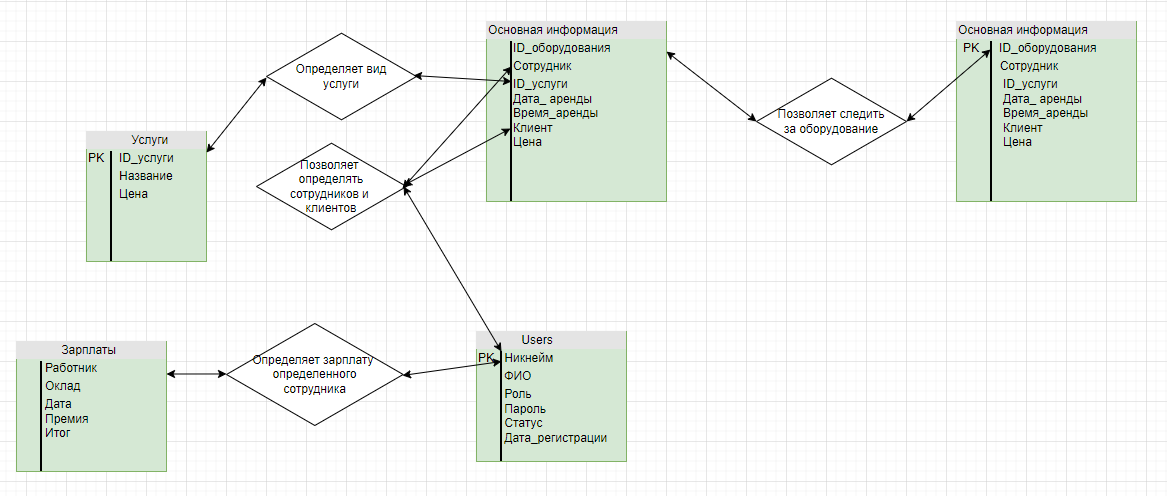 Определяет вид
услуги
Услуги
PK
ID_услуги
Название
Цена
Позволяет
определять
сотрудников и
клиентов
Основная информация
ID_оборудования
Сотрудник
ID_услуги
Дата_ аренды
Время_аренды
Клиент
Цена
Позволяет следить
за оборудование
Основная информация
PK
ID_оборудования
Сотрудник
ID_услуги
Дата_ аренды
Время_аренды
Клиент
Цена
Зарплаты
Работник
Оклад
Дата
Премия
Итог
Определяет зарплату
определенного
сотрудника
Users
PK
Никнейм
ФИО
Роль
Пароль
Статус
Дата_регистрации